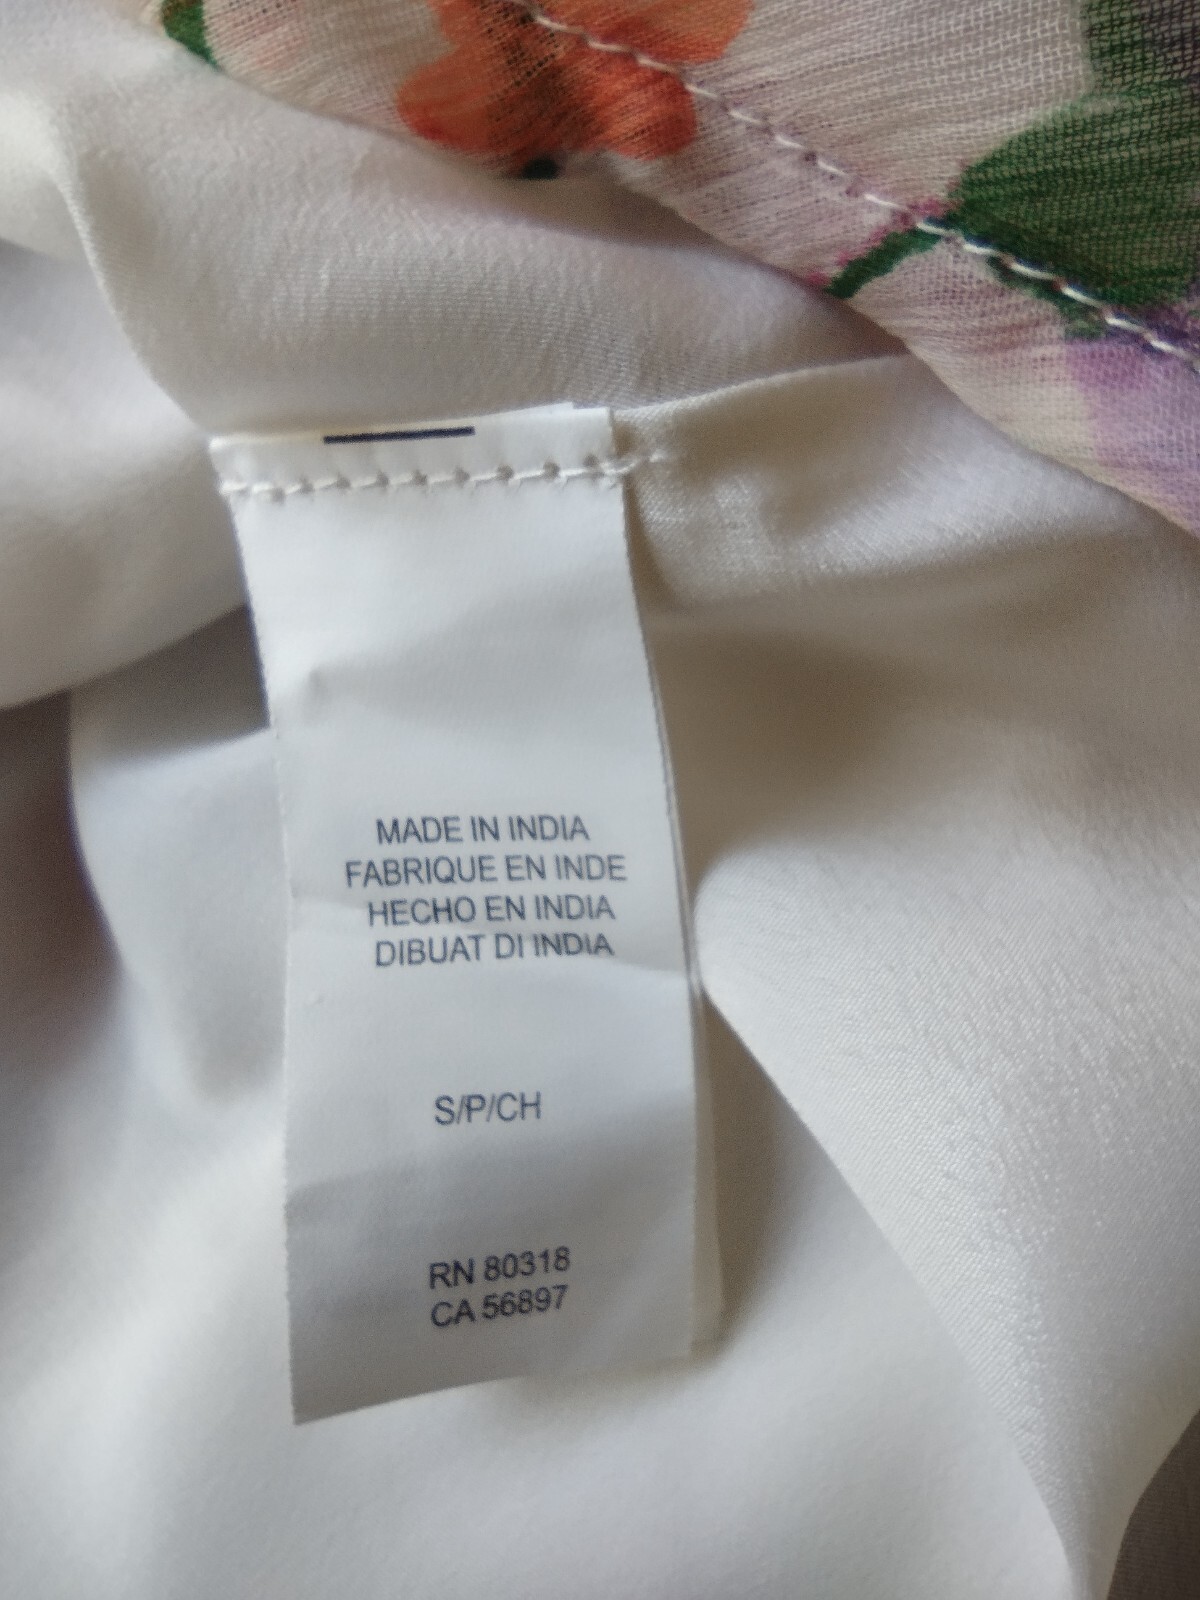 MADE IN INDIA
FABRIQUE EN INDE
HECHO EN INDIA
DIBUAT DI INDIA
S/P/CH
RN 80318
CA 56897